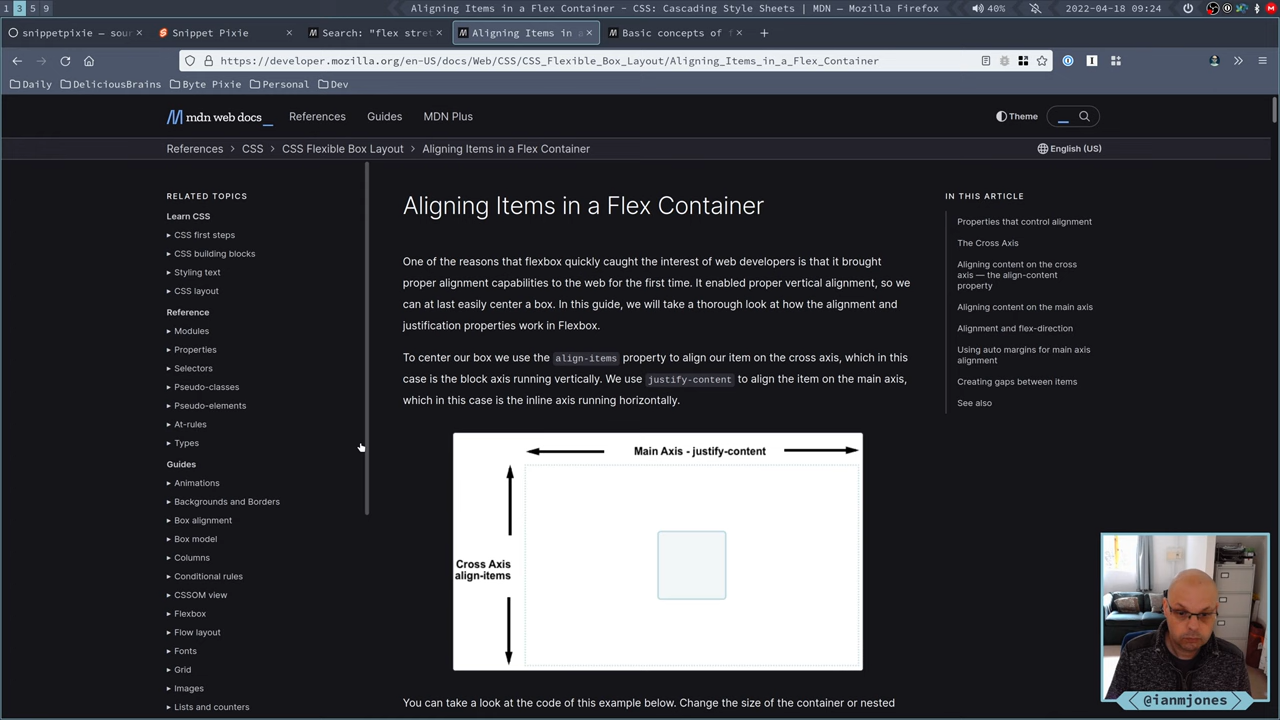 1 3 5 9
Aligning Items in a Flex Container - CSS: Cascading Style Sheets | MDN — Mozilla Firefox
40%
2022-04-18 09:24
snippetpixie — sour
Snippet Pixie
Search: "flex stret
Aligning Items in a
Basic concepts of f
https://developer.mozilla.org/en-US/docs/Web/CSS/CSS_Flexible_Box_Layout/Aligning_Items_in_a_Flex_Container
Daily
DeliciousBrains
Byte Pixie
Personal
Dev
mdn web docs
References
Guides
MDN Plus
Theme
References > CSS > CSS Flexible Box Layout > Aligning Items in a Flex Container
English (US)
RELATED TOPICS
Learn CSS
CSS first steps
CSS building blocks
Styling text
CSS layout
Reference
Modules
Properties
Selectors
Pseudo-classes
Pseudo-elements
At-rules
Types
Guides
Animations
Backgrounds and Borders
Box alignment
Box model
Columns
Conditional rules
CSSOM view
Flexbox
Flow layout
Fonts
Grid
Images
Lists and counters
Aligning Items in a Flex Container
One of the reasons that flexbox quickly caught the interest of web developers is that it brought
proper alignment capabilities to the web for the first time. It enabled proper vertical alignment, so we
can at last easily center a box. In this guide, we will take a thorough look at how the alignment and
justification properties work in Flexbox.
To center our box we use the align-items property to align our item on the cross axis, which in this
case is the block axis running vertically. We use justify-content to align the item on the main axis,
which in this case is the inline axis running horizontally.
Main Axis - justify-content
Cross Axis
align-items
You can take a look at the code of this example below. Change the size of the container or nested
IN THIS ARTICLE
Properties that control alignment
The Cross Axis
Aligning content on the cross
axis — the align-content
property
Aligning content on the main axis
Alignment and flex-direction
Using auto margins for main axis
alignment
Creating gaps between items
See also
@ianmjones